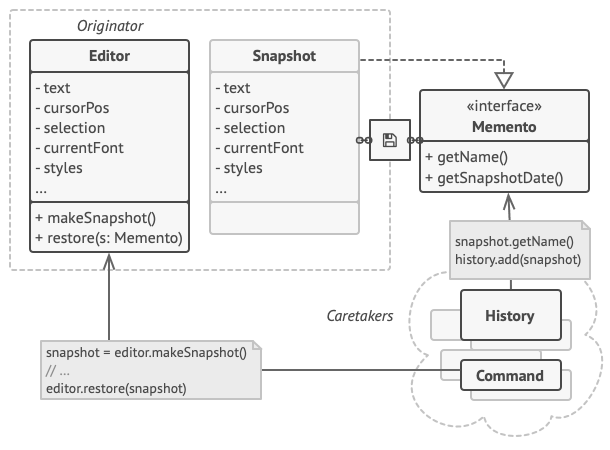 Originator
Editor
- text
- cursorPos
- selection
- currentFont
- styles
...
+ makeSnapshot()
+ restore(s: Memento)
Snapshot
- text
- cursorPos
- selection
- currentFont
- styles
...
«interface»
Memento
+ getName()
+ getSnapshotDate()
snapshot.getName()
history.add(snapshot)
Caretakers
History
Command
snapshot = editor.makeSnapshot()
// ...
editor.restore(snapshot)